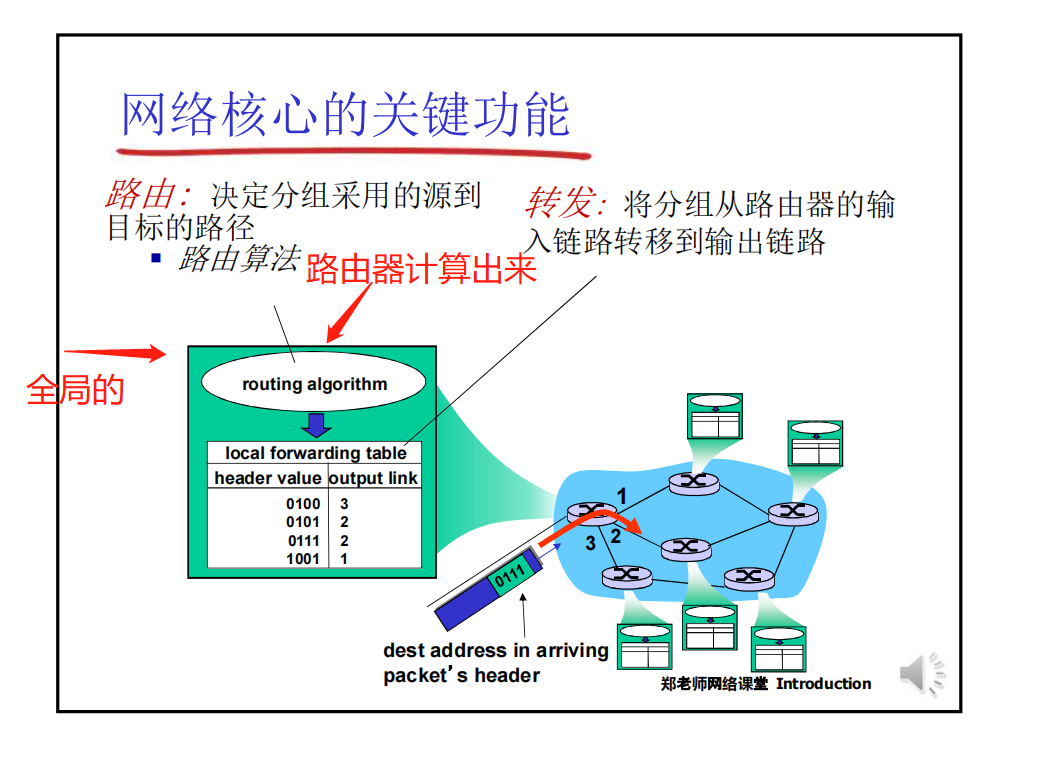 网络核心的关键功能
路由：决定分组采用的源到
目标的路径
路由算法
路由器计算出来
转发：将分组从路由器的输
入链路转移到输出链路
全局的
routing algorithm
local forwarding table
header value output link
0100 3
0101 2
0111 2
1001 1
1
2
3
0111
dest address in arriving
packet’s header
郑老师网络课堂 Introduction